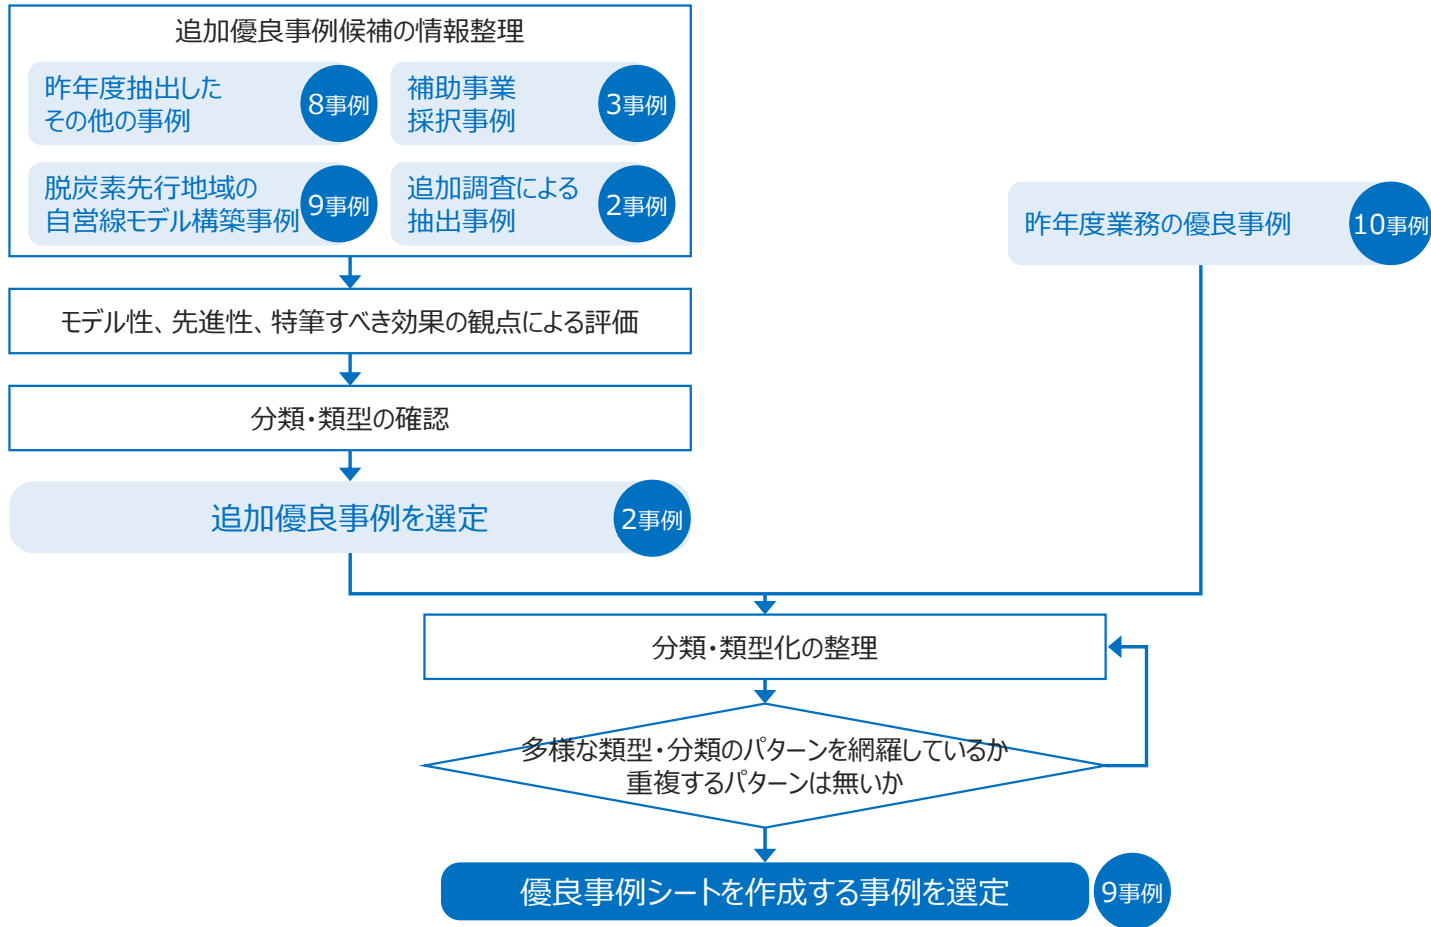 追加優良事例候補の情報整理
昨年度抽出した
その他の事例
8事例
補助事業
採択事例
3事例
脱炭素先行地域の
自営線モデル構築事例
9事例
追加調査による
抽出事例
2事例
昨年度業務の優良事例
10事例
モデル性、先進性、特筆すべき効果の観点による評価
分類・類型の確認
追加優良事例を選定
2事例
分類・類型化の整理
多様な類型・分類のパターンを網羅しているか
重複するパターンは無いか
優良事例シートを作成する事例を選定
9事例